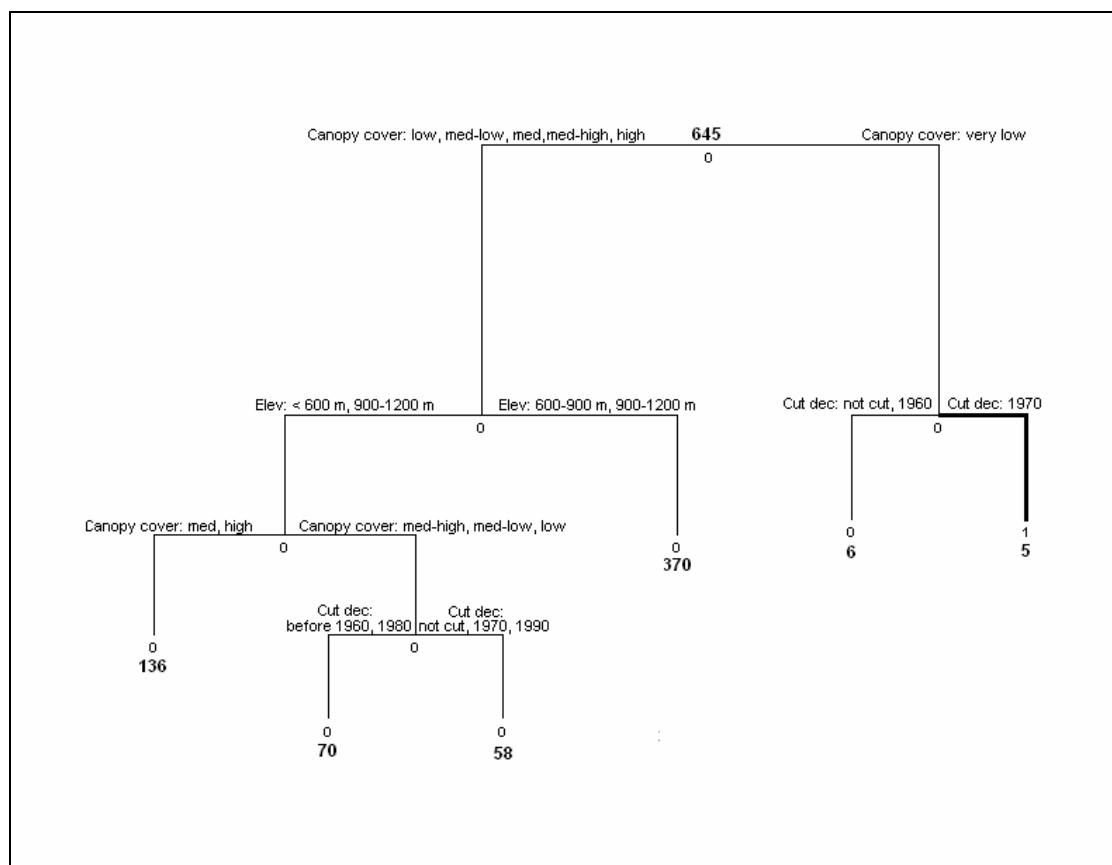 Canopy cover: low, med-low, med,med-high, high 645 Canopy cover: very low
0
Elev: < 600 m, 900-1200 m Elev: 600-900 m, 900-1200 m Cut dec: not cut, 1960 Cut dec: 1970
0 0
Canopy cover: med, high Canopy cover: med-high, med-low, low
0 0 0 1
370 6 5
Cut dec: Cut dec:
before 1960, 1980 not cut, 1970, 1990
0 0
136
0 0
70 58